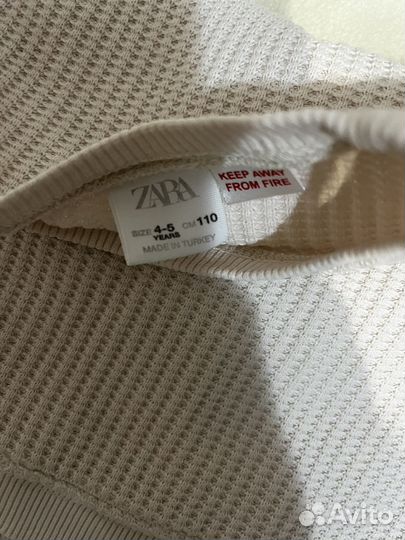 ZARA
SIZE 4-5 YEARS CM 110
MADE IN TURKEY
KEEP AWAY
FROM FIRE
Avito